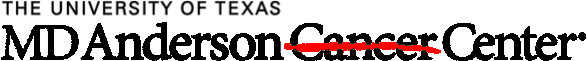 THE UNIVERSITY OF TEXAS
MD Anderson Cancer Center®